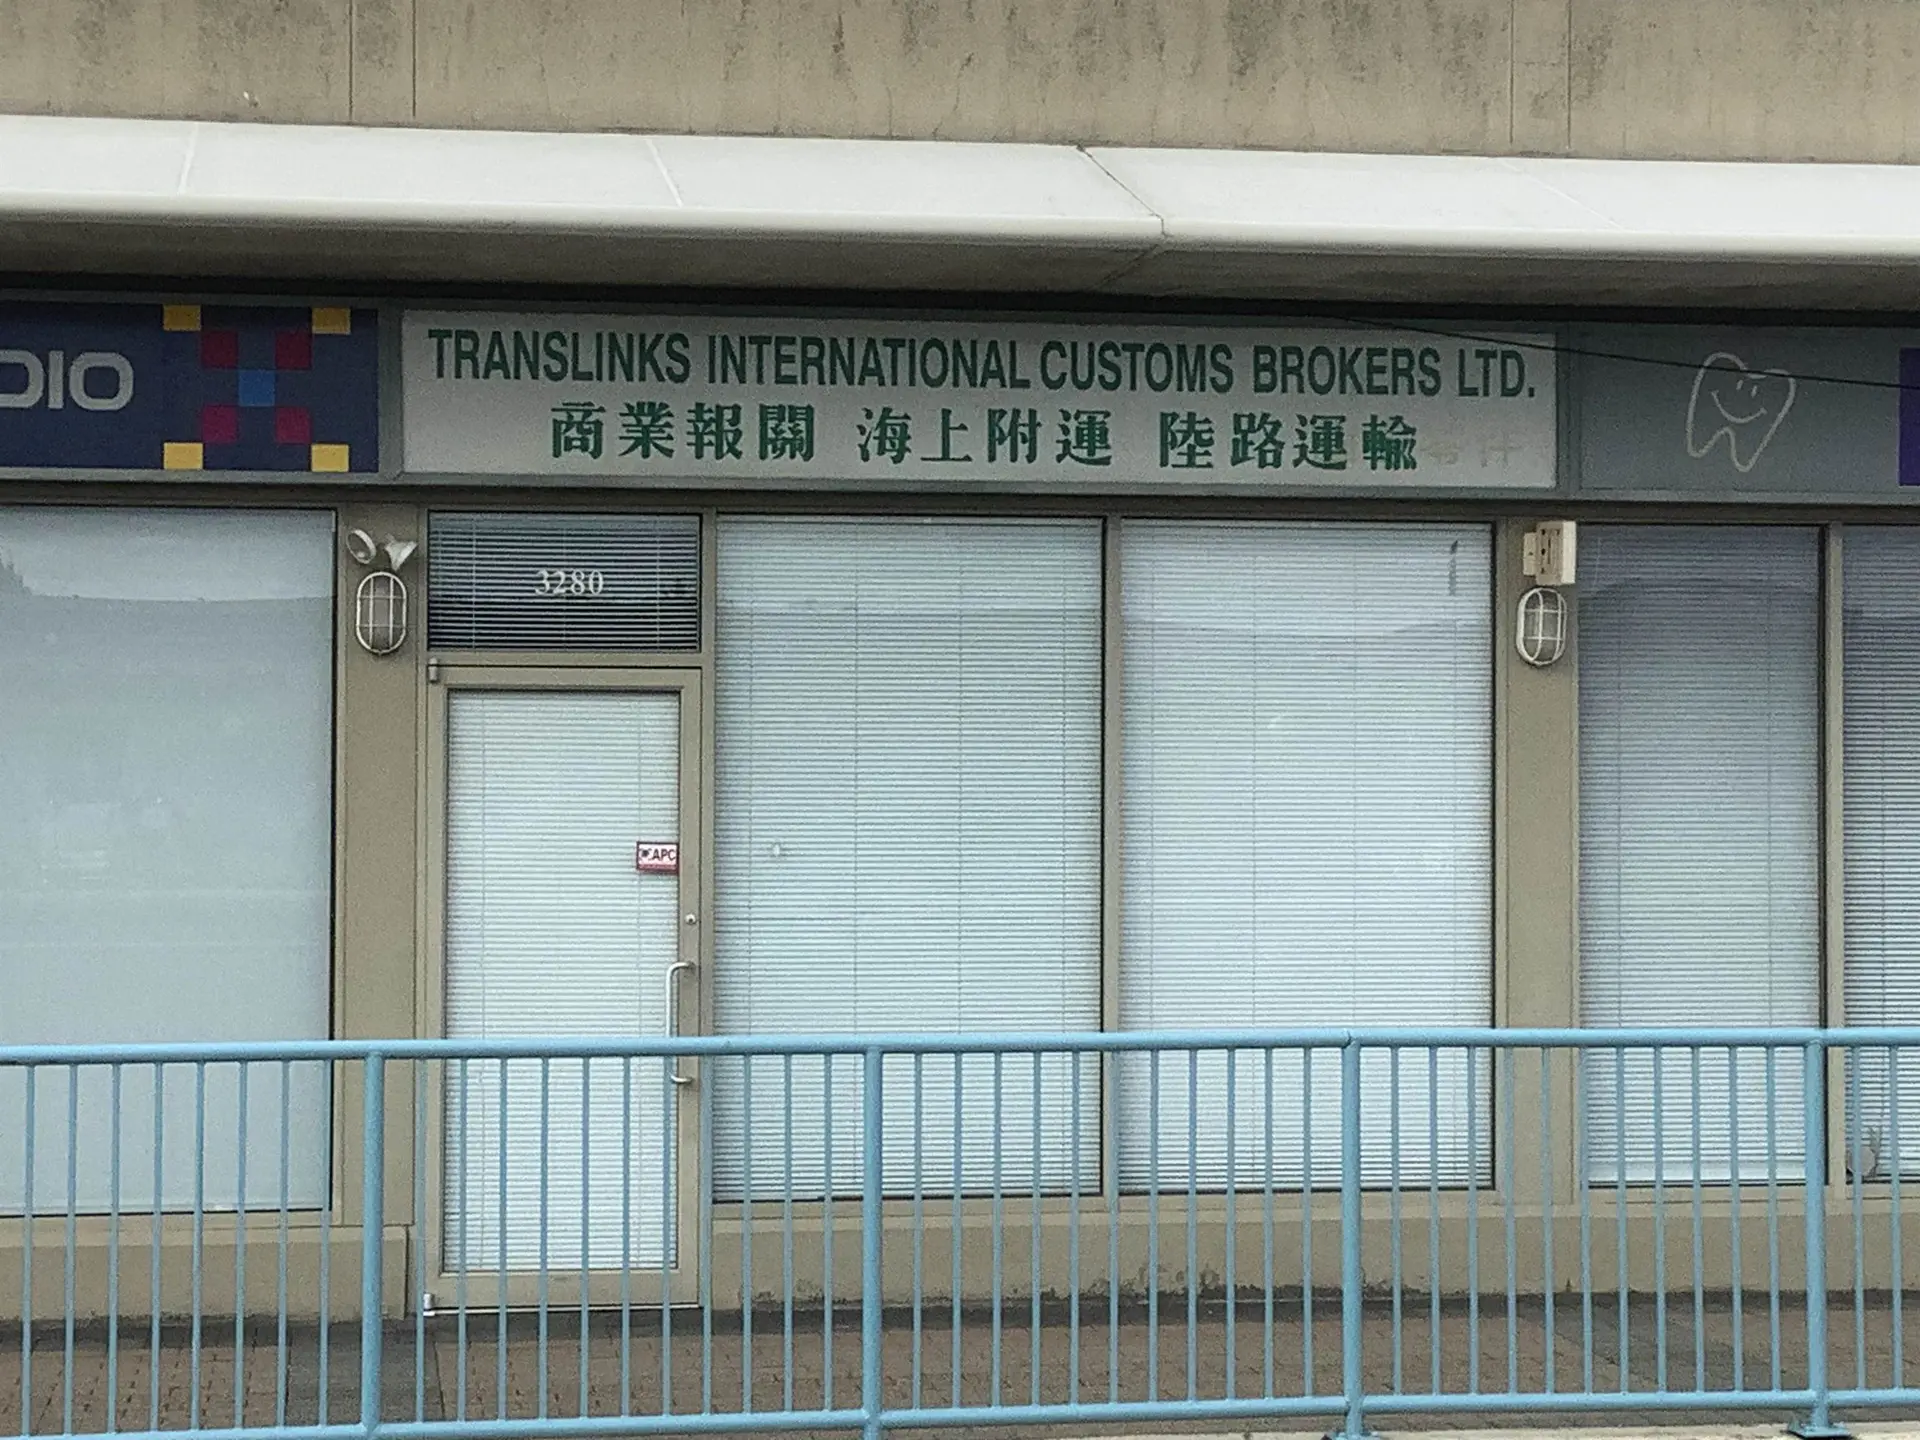 DIO
TRANSLINKS INTERNATIONAL CUSTOMS BROKERS LTD.
商業報關 海上附運 陸路運輸
3280
APC